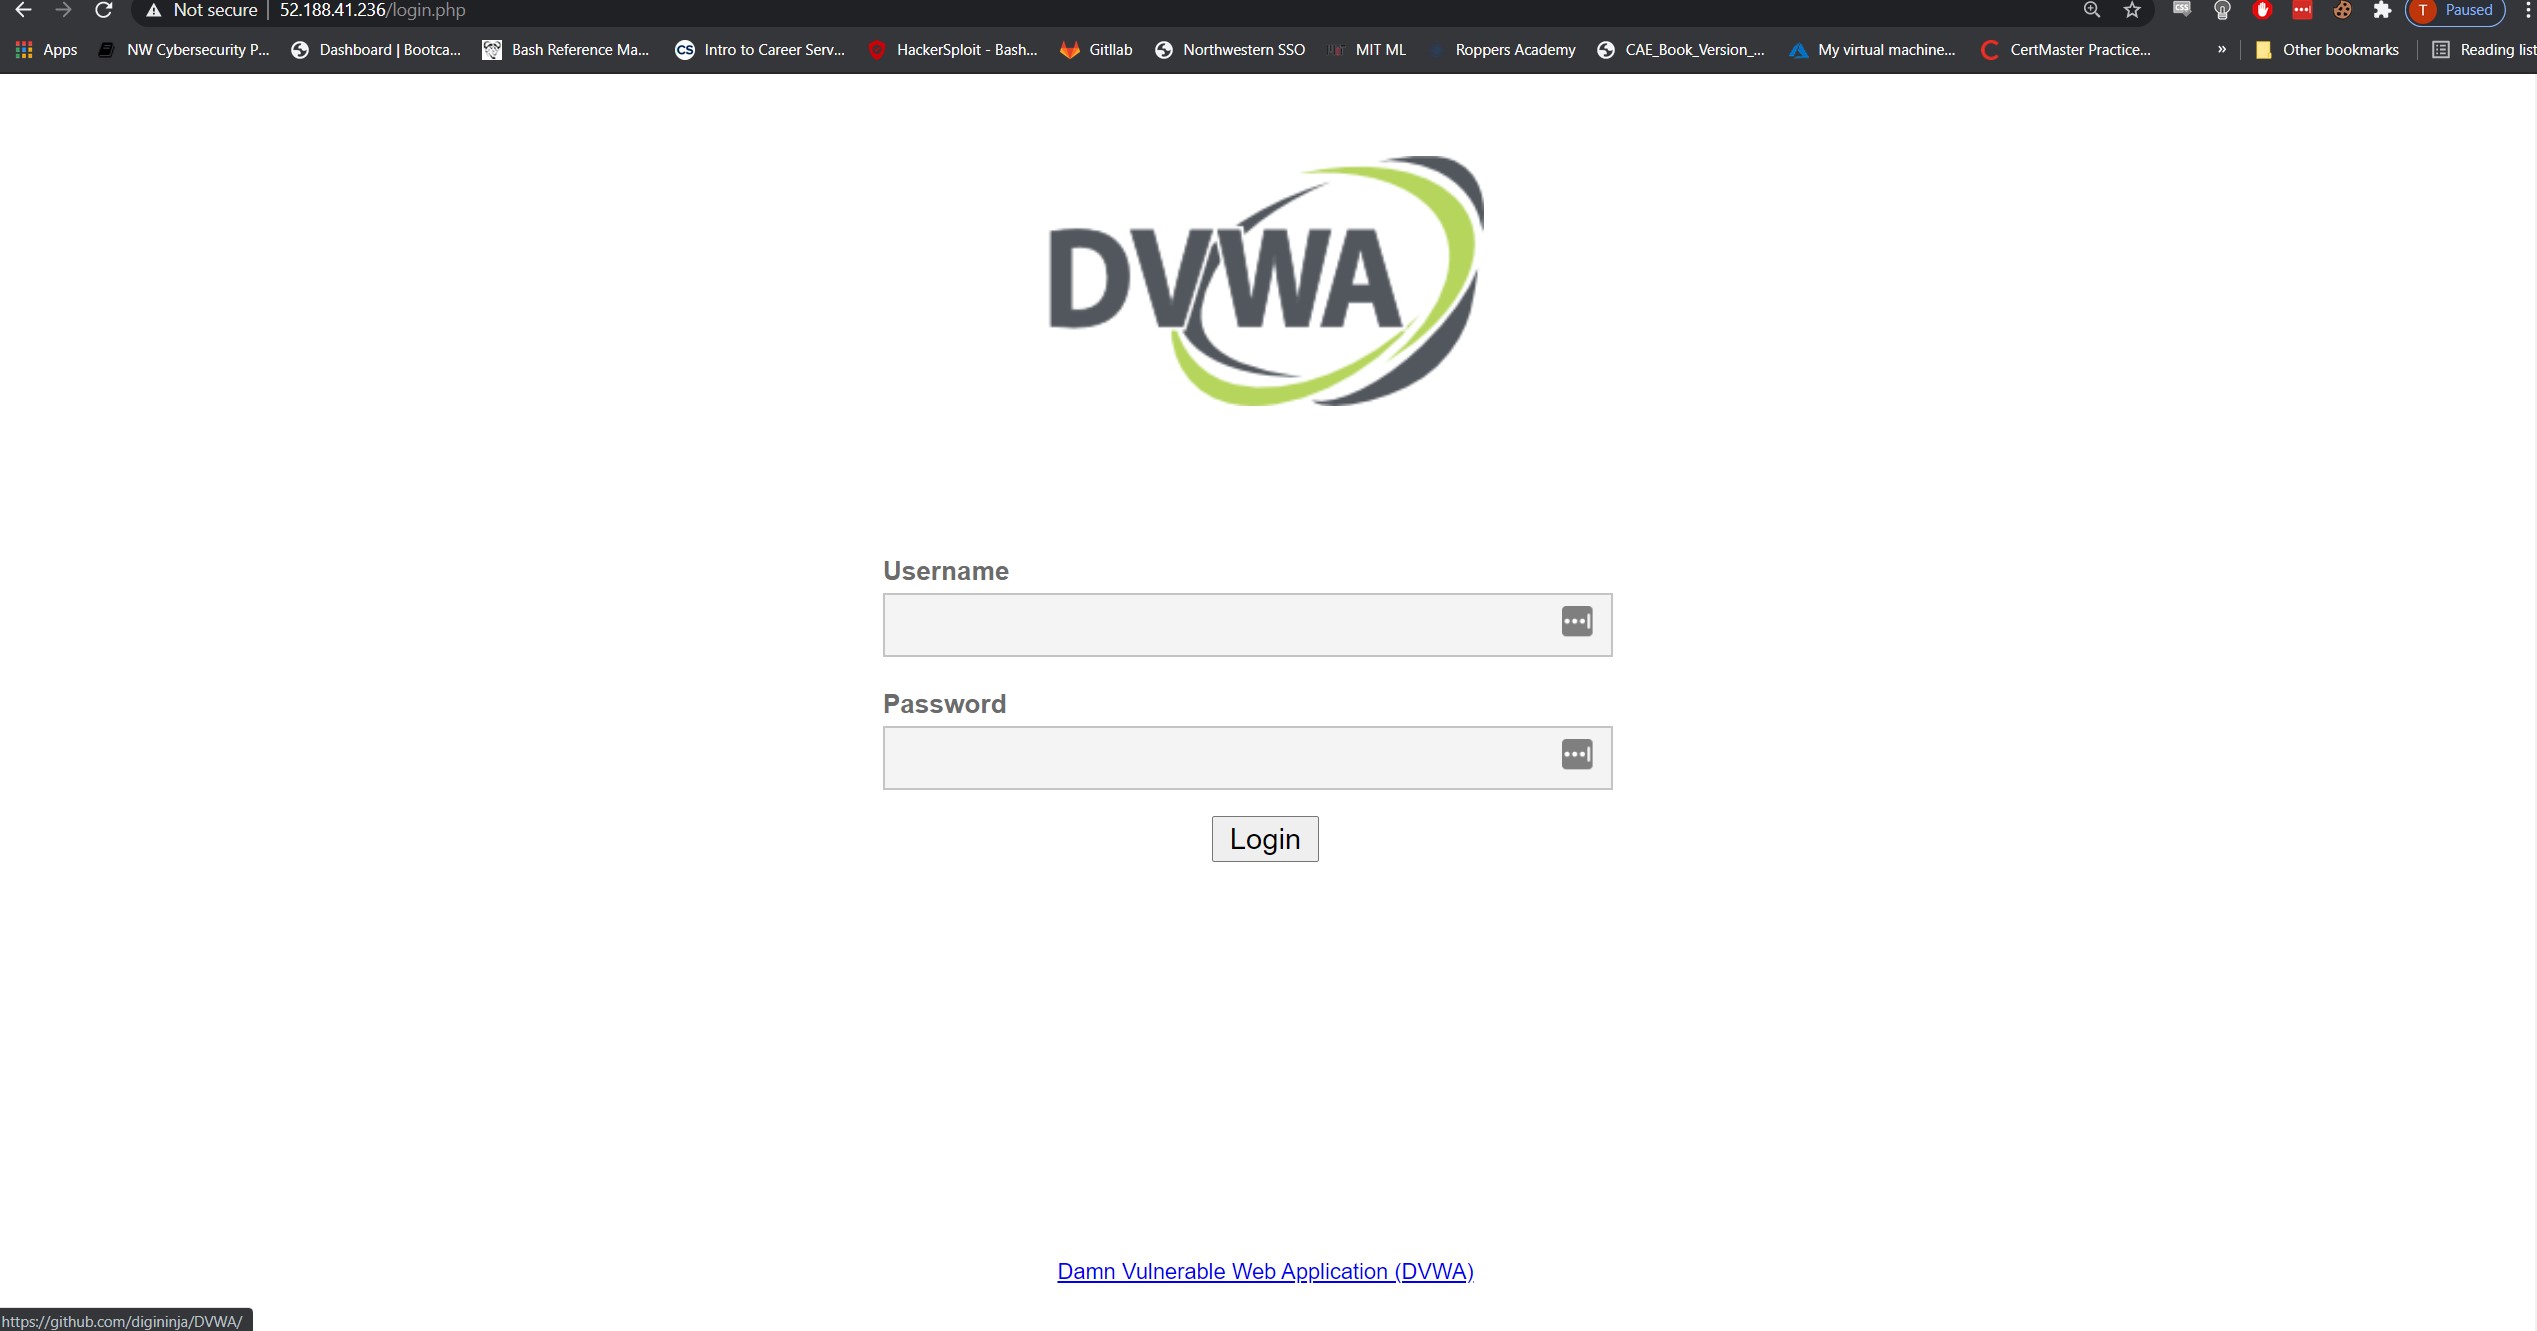 Not secure 52.188.41.236/login.php T Paused
Apps NW Cybersecurity P... Dashboard | Bootca... Bash Reference Ma... CS Intro to Career Serv... HackerSploit - Bash... Gitllab Northwestern SSO MIT ML Roppers Academy CAE_Book_Version_... My virtual machine... CertMaster Practice... » Other bookmarks Reading list
DVWA
Username
Password
Login
Damn Vulnerable Web Application (DVWA)
https://github.com/digininja/DVWA/